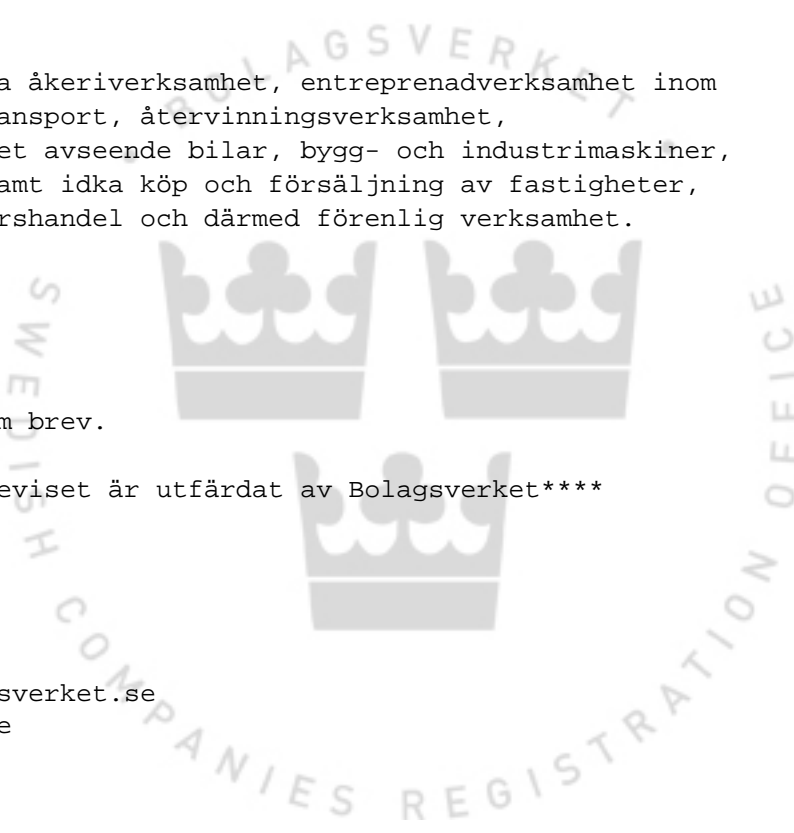 BOLAGSVERKET
a åkeriverksamhet, entreprenadverksamhet inom
ansport, återvinningsverksamhet,
et avseende bilar, bygg- och industrimaskiner,
amt idka köp och försäljning av fastigheter,
rshandel och därmed förenlig verksamhet.
m brev.
eviset är utfärdat av Bolagsverket****
sverket.se
e
SWEDISH COMPANIES REGISTRATION OFFICE